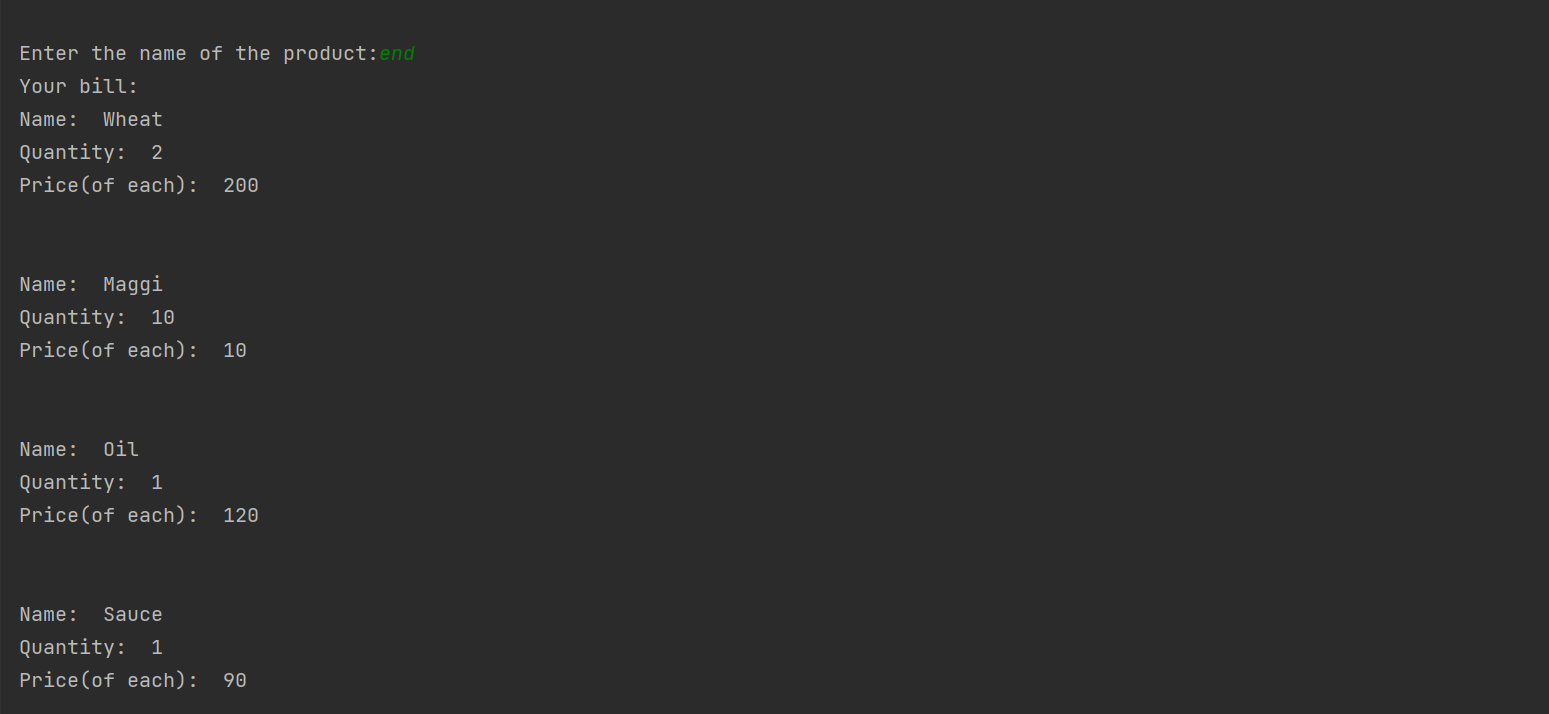 Enter the name of the product:end
Your bill:
Name:  Wheat
Quantity:  2
Price(of each):  200
Name:  Maggi
Quantity:  10
Price(of each):  10
Name:  Oil
Quantity:  1
Price(of each):  120
Name:  Sauce
Quantity:  1
Price(of each):  90